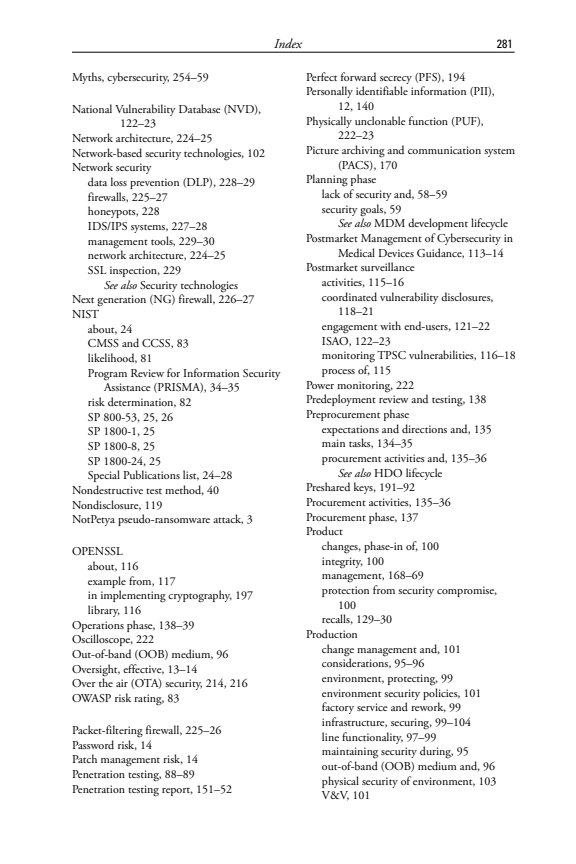 Index
281
Myths, cybersecurity, 254–59
National Vulnerability Database (NVD),
122–23
Network architecture, 224–25
Network-based security technologies, 102
Network security
data loss prevention (DLP), 228–29
firewalls, 225–27
honeypots, 228
IDS/IPS systems, 227–28
management tools, 229–30
network architecture, 224–25
SSL inspection, 229
See also Security technologies
Next generation (NG) firewall, 226–27
NIST
about, 24
CMSS and CCSS, 83
likelihood, 81
Program Review for Information Security
Assistance (PRISMA), 34–35
risk determination, 82
SP 800-53, 25, 26
SP 1800-1, 25
SP 1800-8, 25
SP 1800-24, 25
Special Publications list, 24–28
Nondestructive test method, 40
Nondisclosure, 119
NotPetya pseudo-ransomware attack, 3
OPENSSL
about, 116
example from, 117
in implementing cryptography, 197
library, 116
Operations phase, 138–39
Oscilloscope, 222
Out-of-band (OOB) medium, 96
Oversight, effective, 13–14
Over the air (OTA) security, 214, 216
OWASP risk rating, 83
Packet-filtering firewall, 225–26
Password risk, 14
Patch management risk, 14
Penetration testing, 88–89
Penetration testing report, 151–52
Perfect forward secrecy (PFS), 194
Personally identifiable information (PII),
12, 140
Physically unclonable function (PUF),
222–23
Picture archiving and communication system
(PACS), 170
Planning phase
lack of security and, 58–59
security goals, 59
See also MDM development lifecycle
Postmarket Management of Cybersecurity in
Medical Devices Guidance, 113–14
Postmarket surveillance
activities, 115–16
coordinated vulnerability disclosures,
118–21
engagement with end-users, 121–22
ISAO, 122–23
monitoring TPSC vulnerabilities, 116–18
process of, 115
Power monitoring, 222
Predeployment review and testing, 138
Preprocurement phase
expectations and directions and, 135
main tasks, 134–35
procurement activities and, 135–36
See also HDO lifecycle
Preshared keys, 191–92
Procurement activities, 135–36
Procurement phase, 137
Product
changes, phase-in of, 100
integrity, 100
management, 168–69
protection from security compromise,
100
recalls, 129–30
Production
change management and, 101
considerations, 95–96
environment, protecting, 99
environment security policies, 101
factory service and rework, 99
infrastructure, securing, 99–104
line functionality, 97–99
maintaining security during, 95
out-of-band (OOB) medium and, 96
physical security of environment, 103
V&V, 101